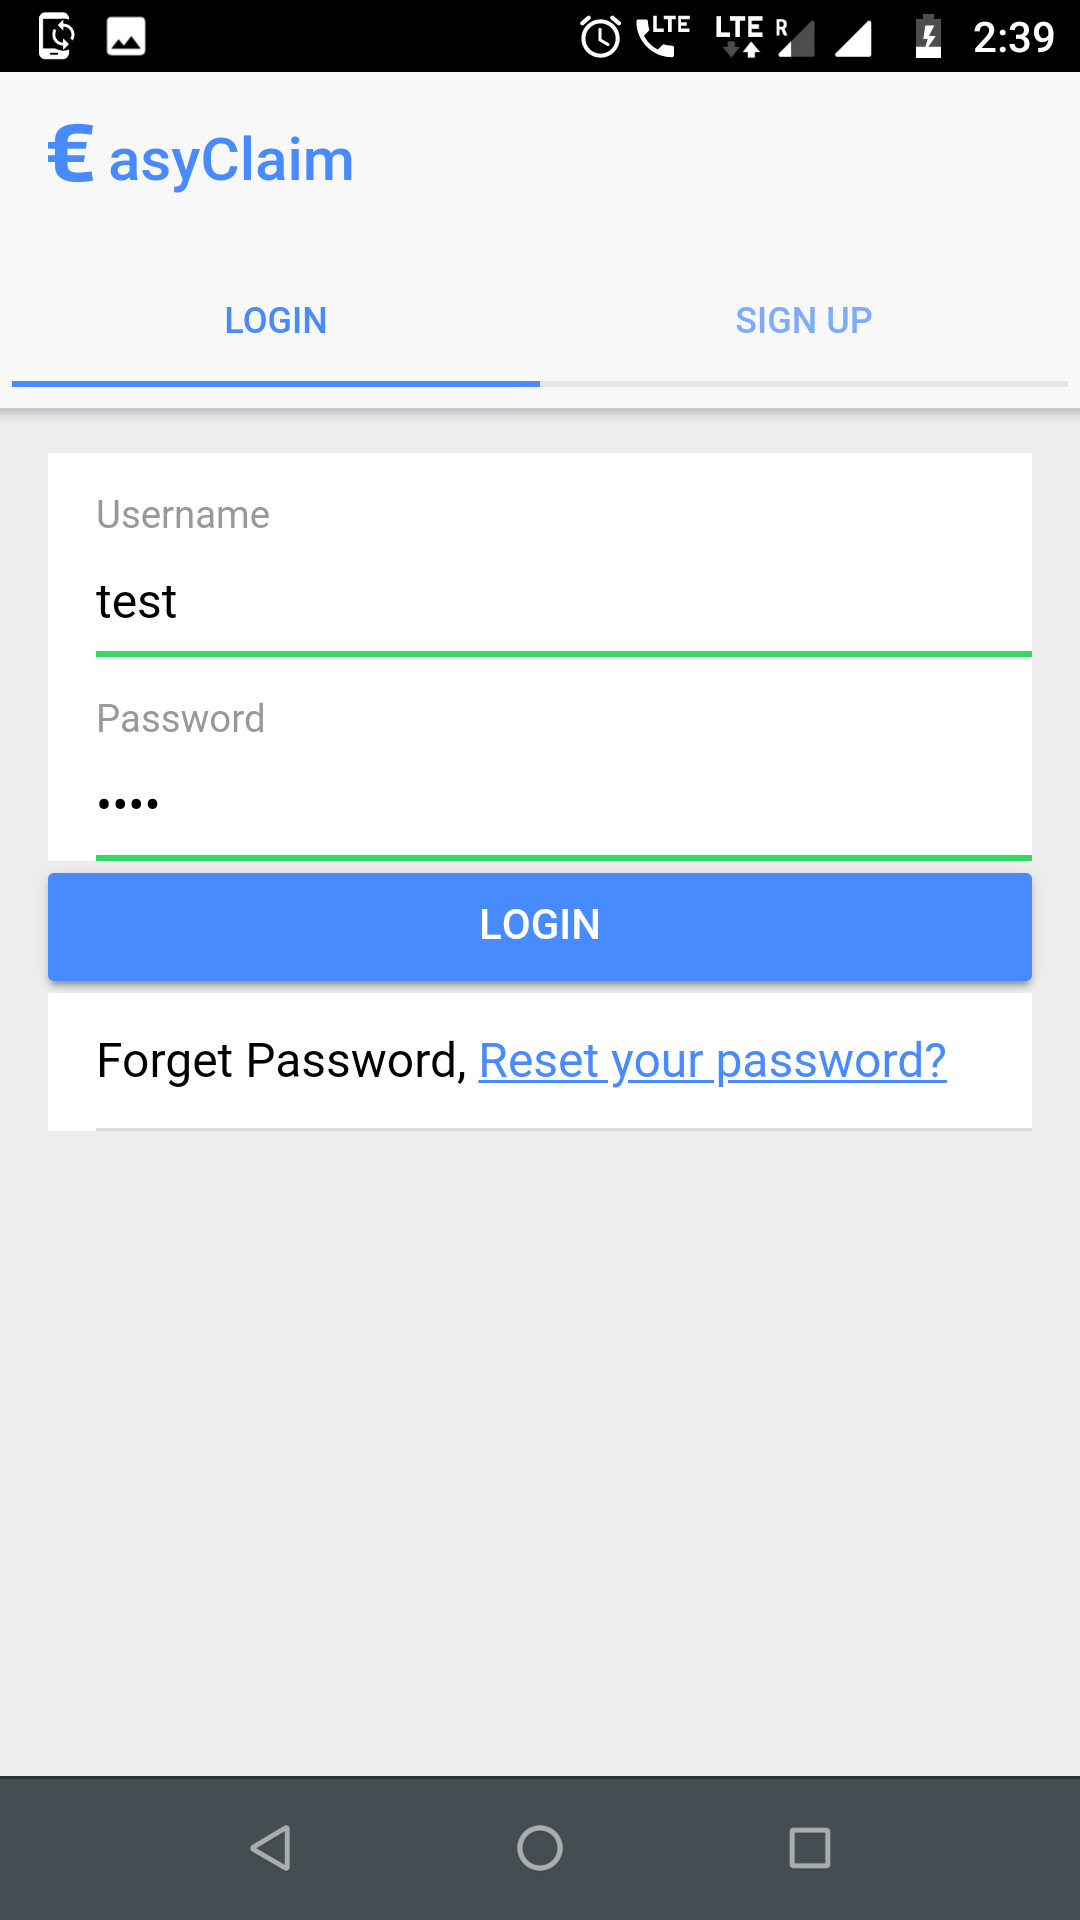 LTE LTE R 2:39
€ asyClaim
LOGIN SIGN UP
Username
test
Password
••••
LOGIN
Forget Password, Reset your password?